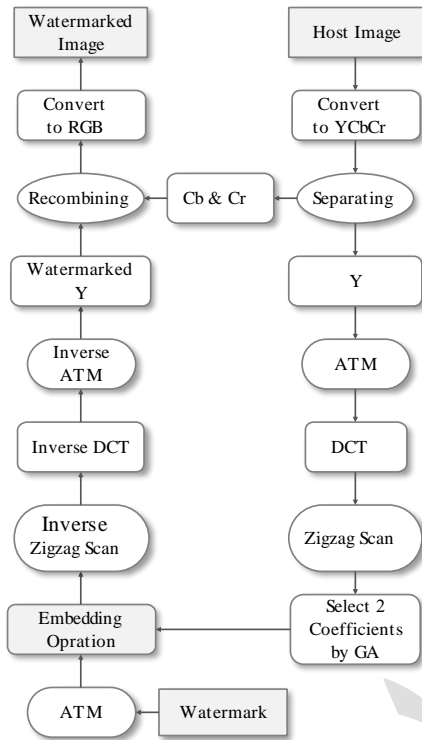 Watermarked
Image
Host Image
Convert
to RGB
Convert
to YCbCr
Recombining
Cb & Cr
Separating
Watermarked
Y
Y
Inverse
ATM
ATM
Inverse DCT
DCT
Inverse
Zigzag Scan
Zigzag Scan
Embedding
Opration
Select 2
Coefficients
by GA
ATM
Watermark